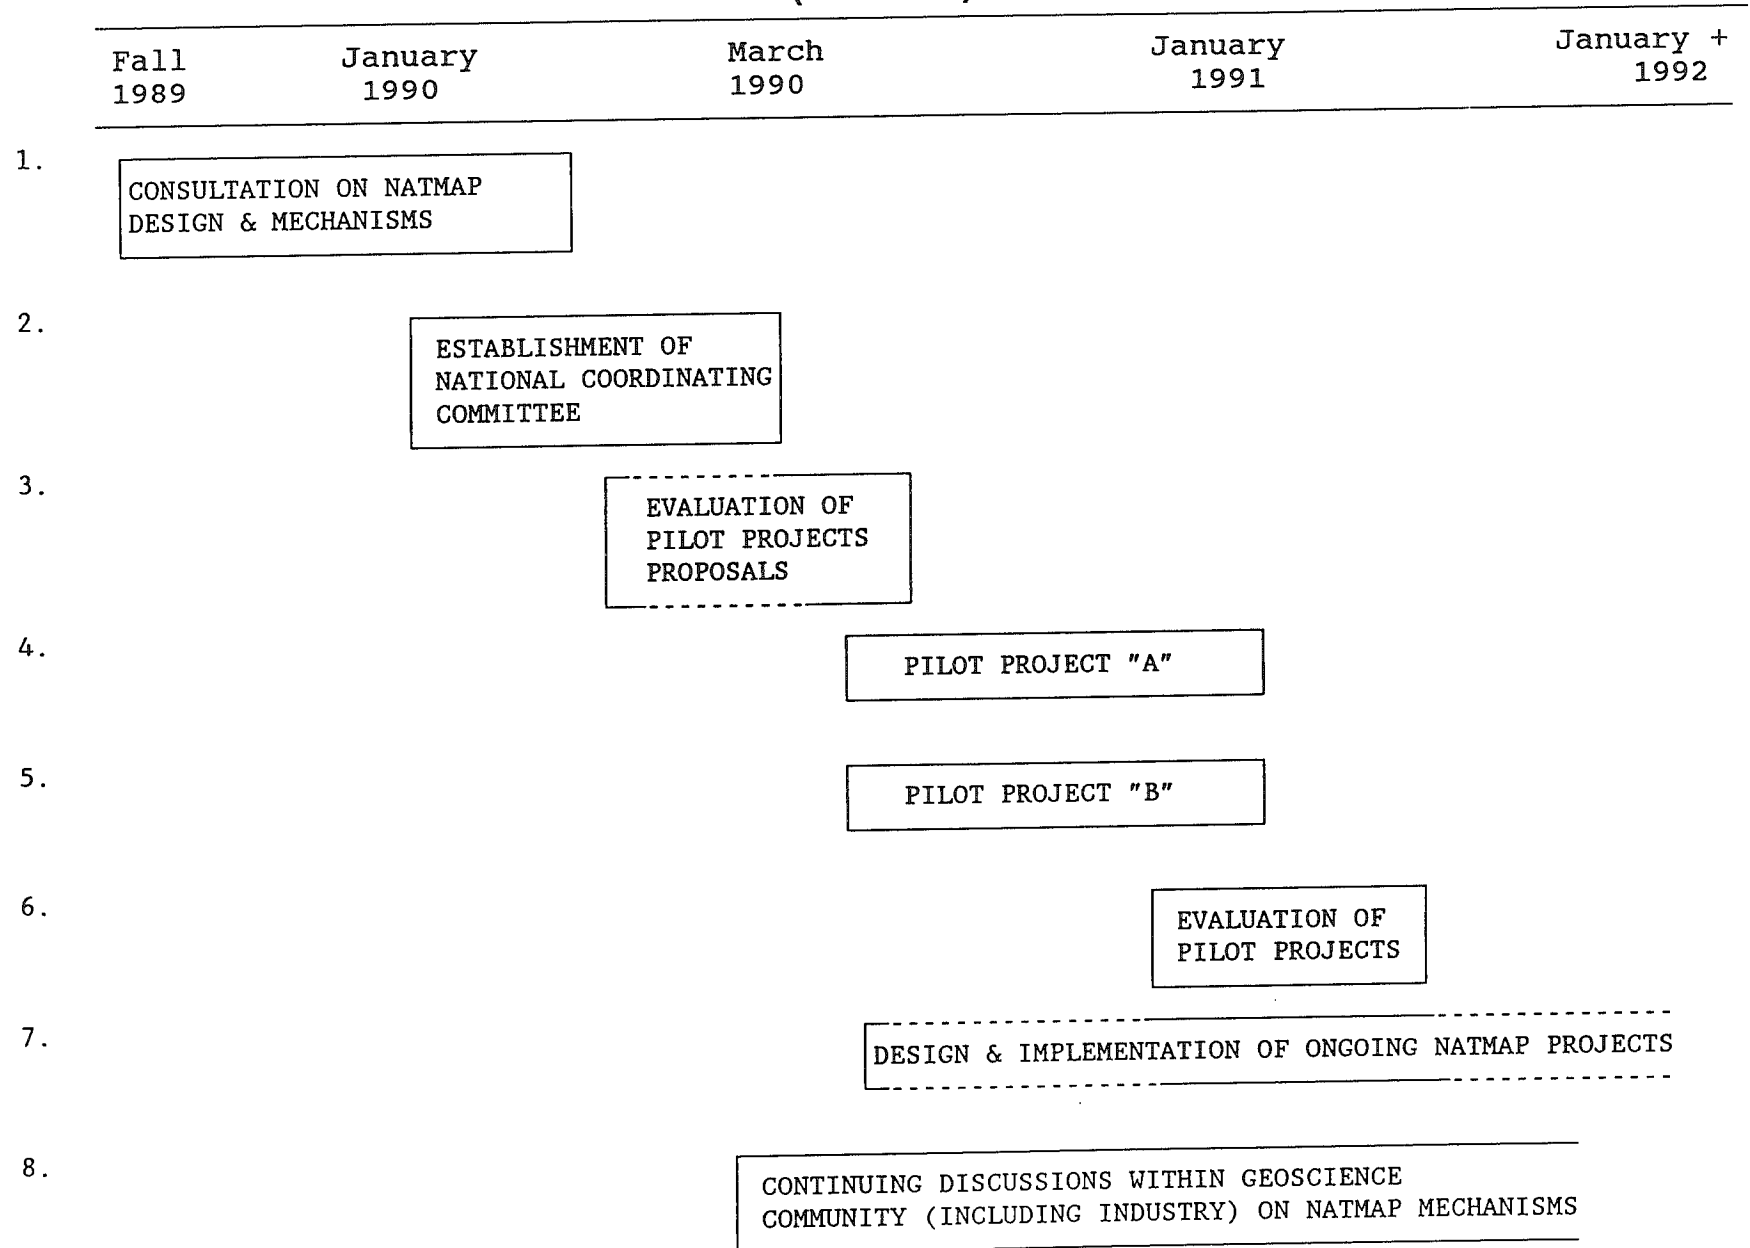 Fall January March January January +
1989 1990 1990 1991 1992
1.
CONSULTATION ON NATMAP
DESIGN & MECHANISMS
2.
ESTABLISHMENT OF
NATIONAL COORDINATING
COMMITTEE
3.
EVALUATION OF
PILOT PROJECTS
PROPOSALS
4.
PILOT PROJECT "A"
5.
PILOT PROJECT "B"
6.
EVALUATION OF
PILOT PROJECTS
7.
DESIGN & IMPLEMENTATION OF ONGOING NATMAP PROJECTS
8.
CONTINUING DISCUSSIONS WITHIN GEOSCIENCE
COMMUNITY (INCLUDING INDUSTRY) ON NATMAP MECHANISMS